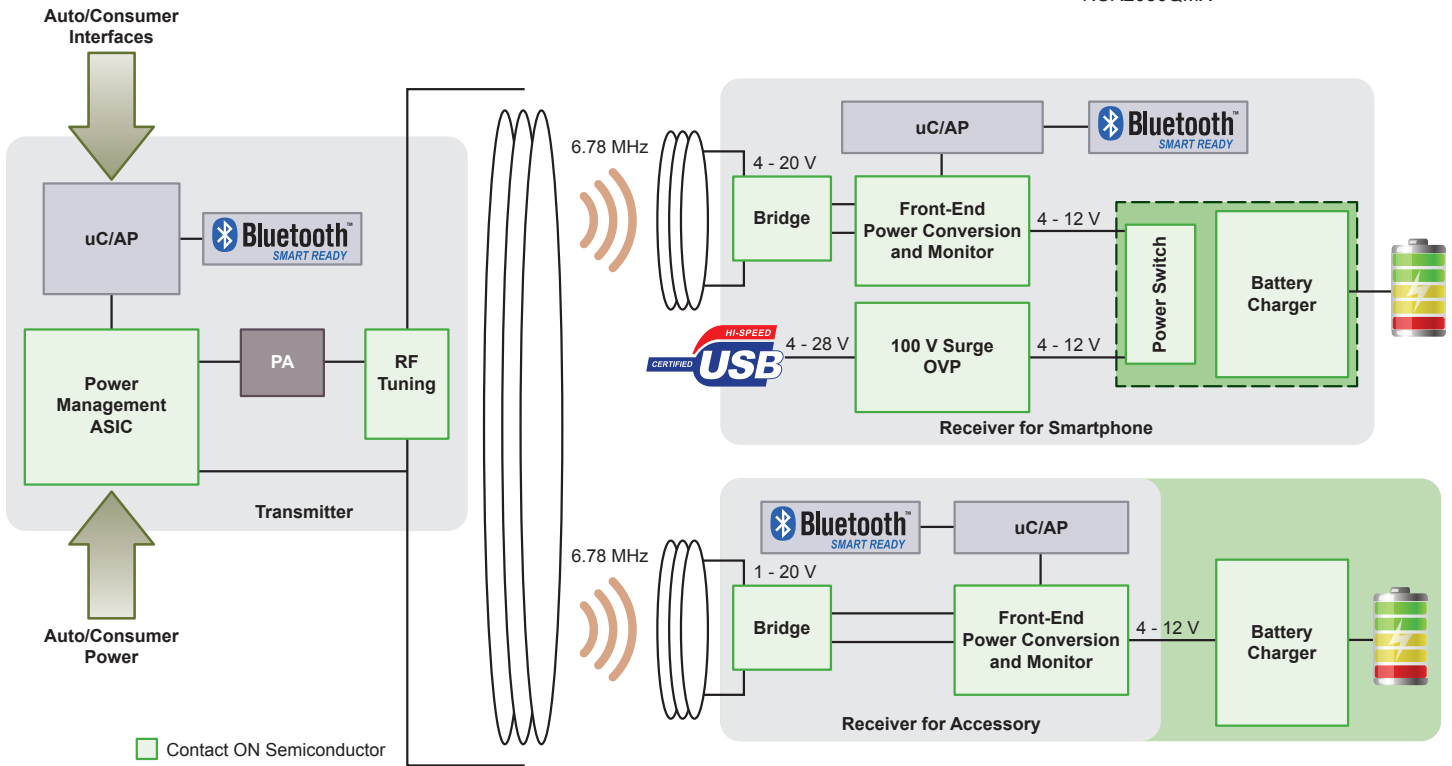 Auto/Consumer
Interfaces
uC/AP
Bluetooth™
SMART READY
Power
Management
ASIC
PA
RF
Tuning
Transmitter
Auto/Consumer
Power
Contact ON Semiconductor
6.78 MHz
4 - 20 V
Bridge
uC/AP
Bluetooth™
SMART READY
Front-End
Power Conversion
and Monitor
4 - 12 V
Power Switch
Battery
Charger
HI-SPEED
CERTIFIED
USB
4 - 28 V
100 V Surge
OVP
4 - 12 V
Receiver for Smartphone
6.78 MHz
1 - 20 V
Bridge
Bluetooth™
SMART READY
uC/AP
Front-End
Power Conversion
and Monitor
4 - 12 V
Battery
Charger
Receiver for Accessory